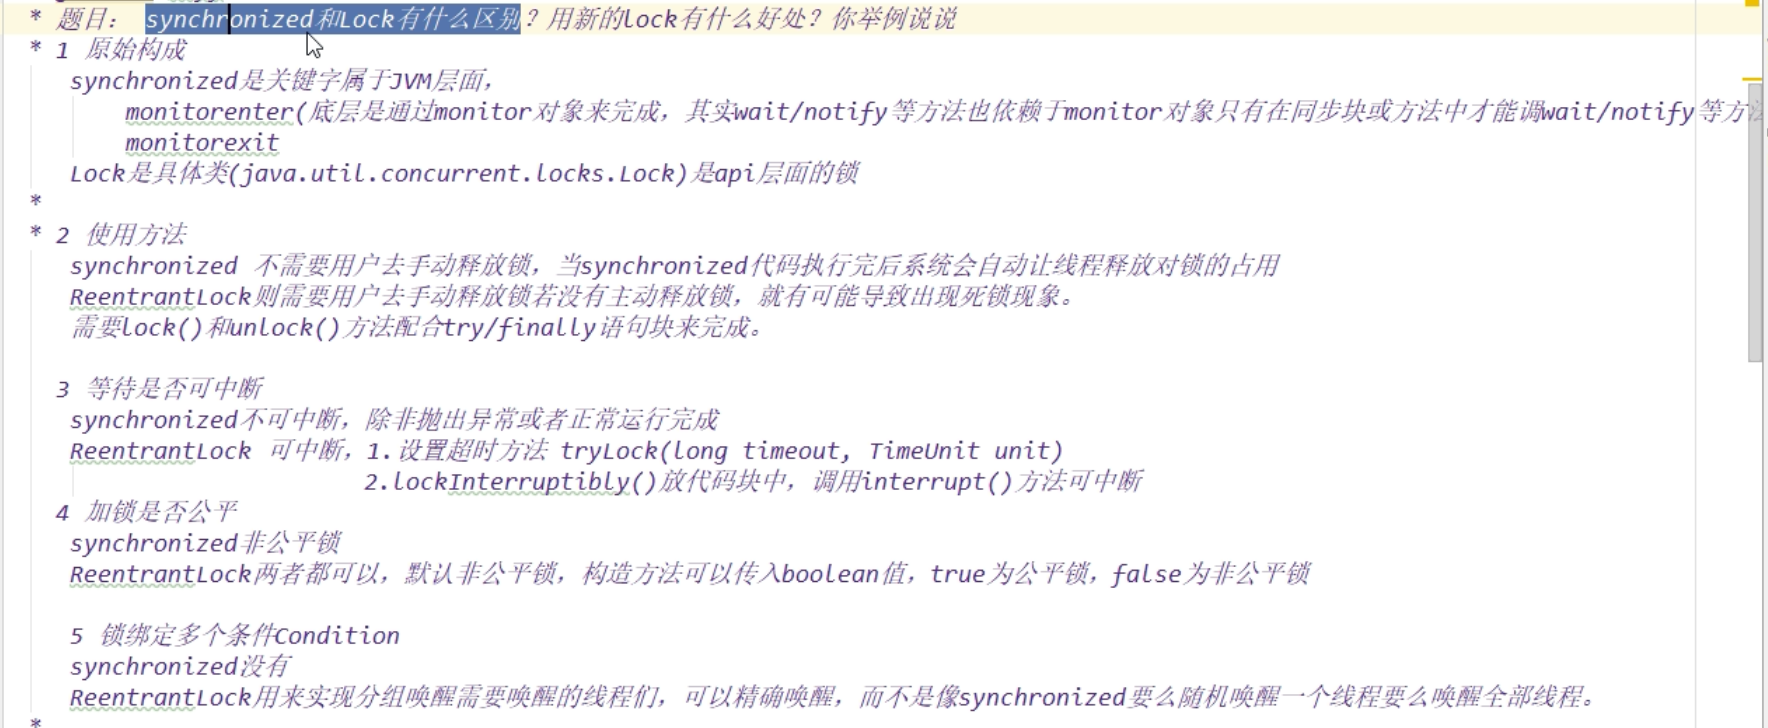 * 题目： synchronized和Lock有什么区别？用新的lock有什么好处？你举例说说
* 1 原始构成
synchronized是关键字属于JVM层面，
monitorenter(底层是通过monitor对象来完成，其实wait/notify等方法也依赖于monitor对象只有在同步块或方法中才能调wait/notify等方法
monitorexit
Lock是具体类(java.util.concurrent.locks.Lock)是api层面的锁
*
* 2 使用方法
synchronized 不需要用户去手动释放锁，当synchronized代码执行完后系统会自动让线程释放对锁的占用
ReentrantLock则需要用户去手动释放锁若没有主动释放锁，就有可能导致出现死锁现象。
需要lock()和unlock()方法配合try/finally语句块来完成。
3 等待是否可中断
synchronized不可中断，除非抛出异常或者正常运行完成
ReentrantLock 可中断，1.设置超时方法 tryLock(long timeout, TimeUnit unit)
2.lockInterruptibly()放代码块中，调用interrupt()方法可中断
4 加锁是否公平
synchronized非公平锁
ReentrantLock两者都可以，默认非公平锁，构造方法可以传入boolean值，true为公平锁，false为非公平锁
5 锁绑定多个条件Condition
synchronized没有
ReentrantLock用来实现分组唤醒需要唤醒的线程们，可以精确唤醒，而不是像synchronized要么随机唤醒一个线程要么唤醒全部线程。
*